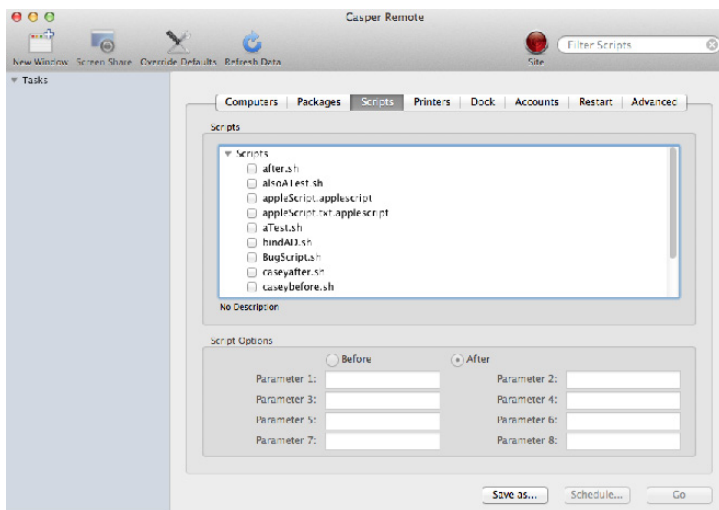 Casper Remote
New Window Screen Share Override Defaults Refresh Data Site Filter Scripts
Tasks
Computers Packages Scripts Printers Dock Accounts Restart Advanced
Scripts
Scripts
after.sh
alsoATest.sh
appleScript.applescript
appleScript.txt.applescript
aTest.sh
bindAD.sh
BugScript.sh
caseyafter.sh
caseybefore.sh
No Description
Script Options
Before After
Parameter 1: Parameter 2:
Parameter 3: Parameter 4:
Parameter 5: Parameter 6:
Parameter 7: Parameter 8:
Save as... Schedule... Go